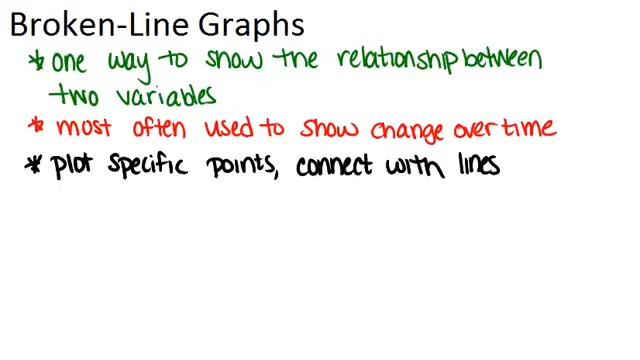 Broken-Line Graphs
* one way to show the relationship between
two variables
* most often used to show change over time
* plot specific points, connect with lines